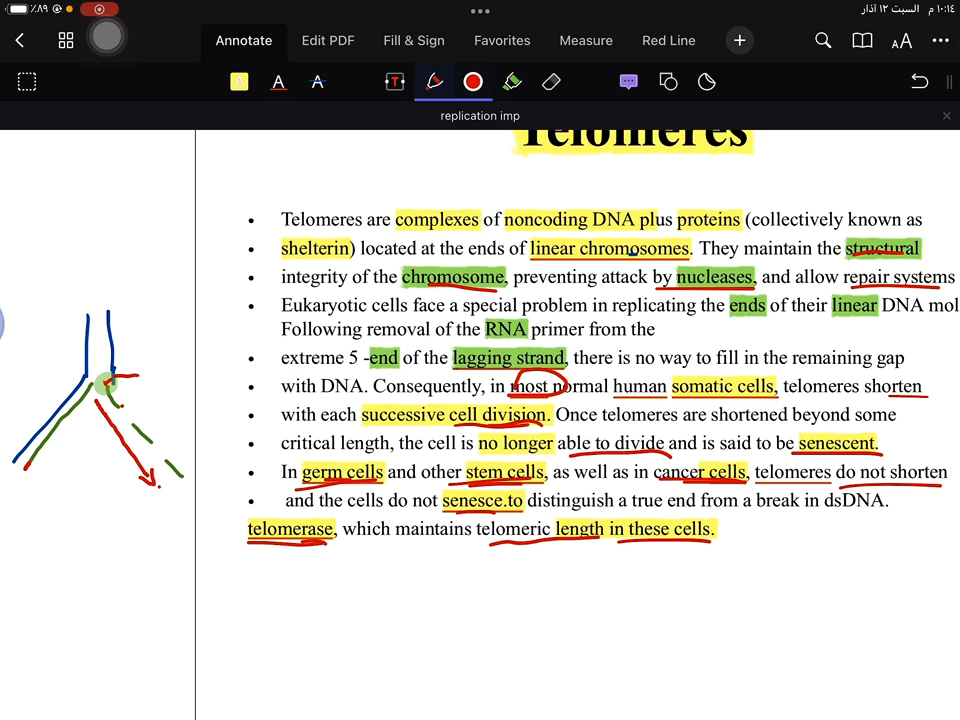 ٪٨٩ ١٠:١٤ م السبت ١٢ آذار
Annotate Edit PDF Fill & Sign Favorites Measure Red Line
AA
A A T
replication imp
Telomeres
• Telomeres are complexes of noncoding DNA plus proteins (collectively known as
• shelterin) located at the ends of linear chromosomes. They maintain the structural
• integrity of the chromosome, preventing attack by nucleases, and allow repair systems
• Eukaryotic cells face a special problem in replicating the ends of their linear DNA mol
Following removal of the RNA primer from the
• extreme 5 -end of the lagging strand, there is no way to fill in the remaining gap
• with DNA. Consequently, in most normal human somatic cells, telomeres shorten
• with each successive cell division. Once telomeres are shortened beyond some
• critical length, the cell is no longer able to divide and is said to be senescent.
• In germ cells and other stem cells, as well as in cancer cells, telomeres do not shorten
• and the cells do not senesce.to distinguish a true end from a break in dsDNA.
telomerase, which maintains telomeric length in these cells.